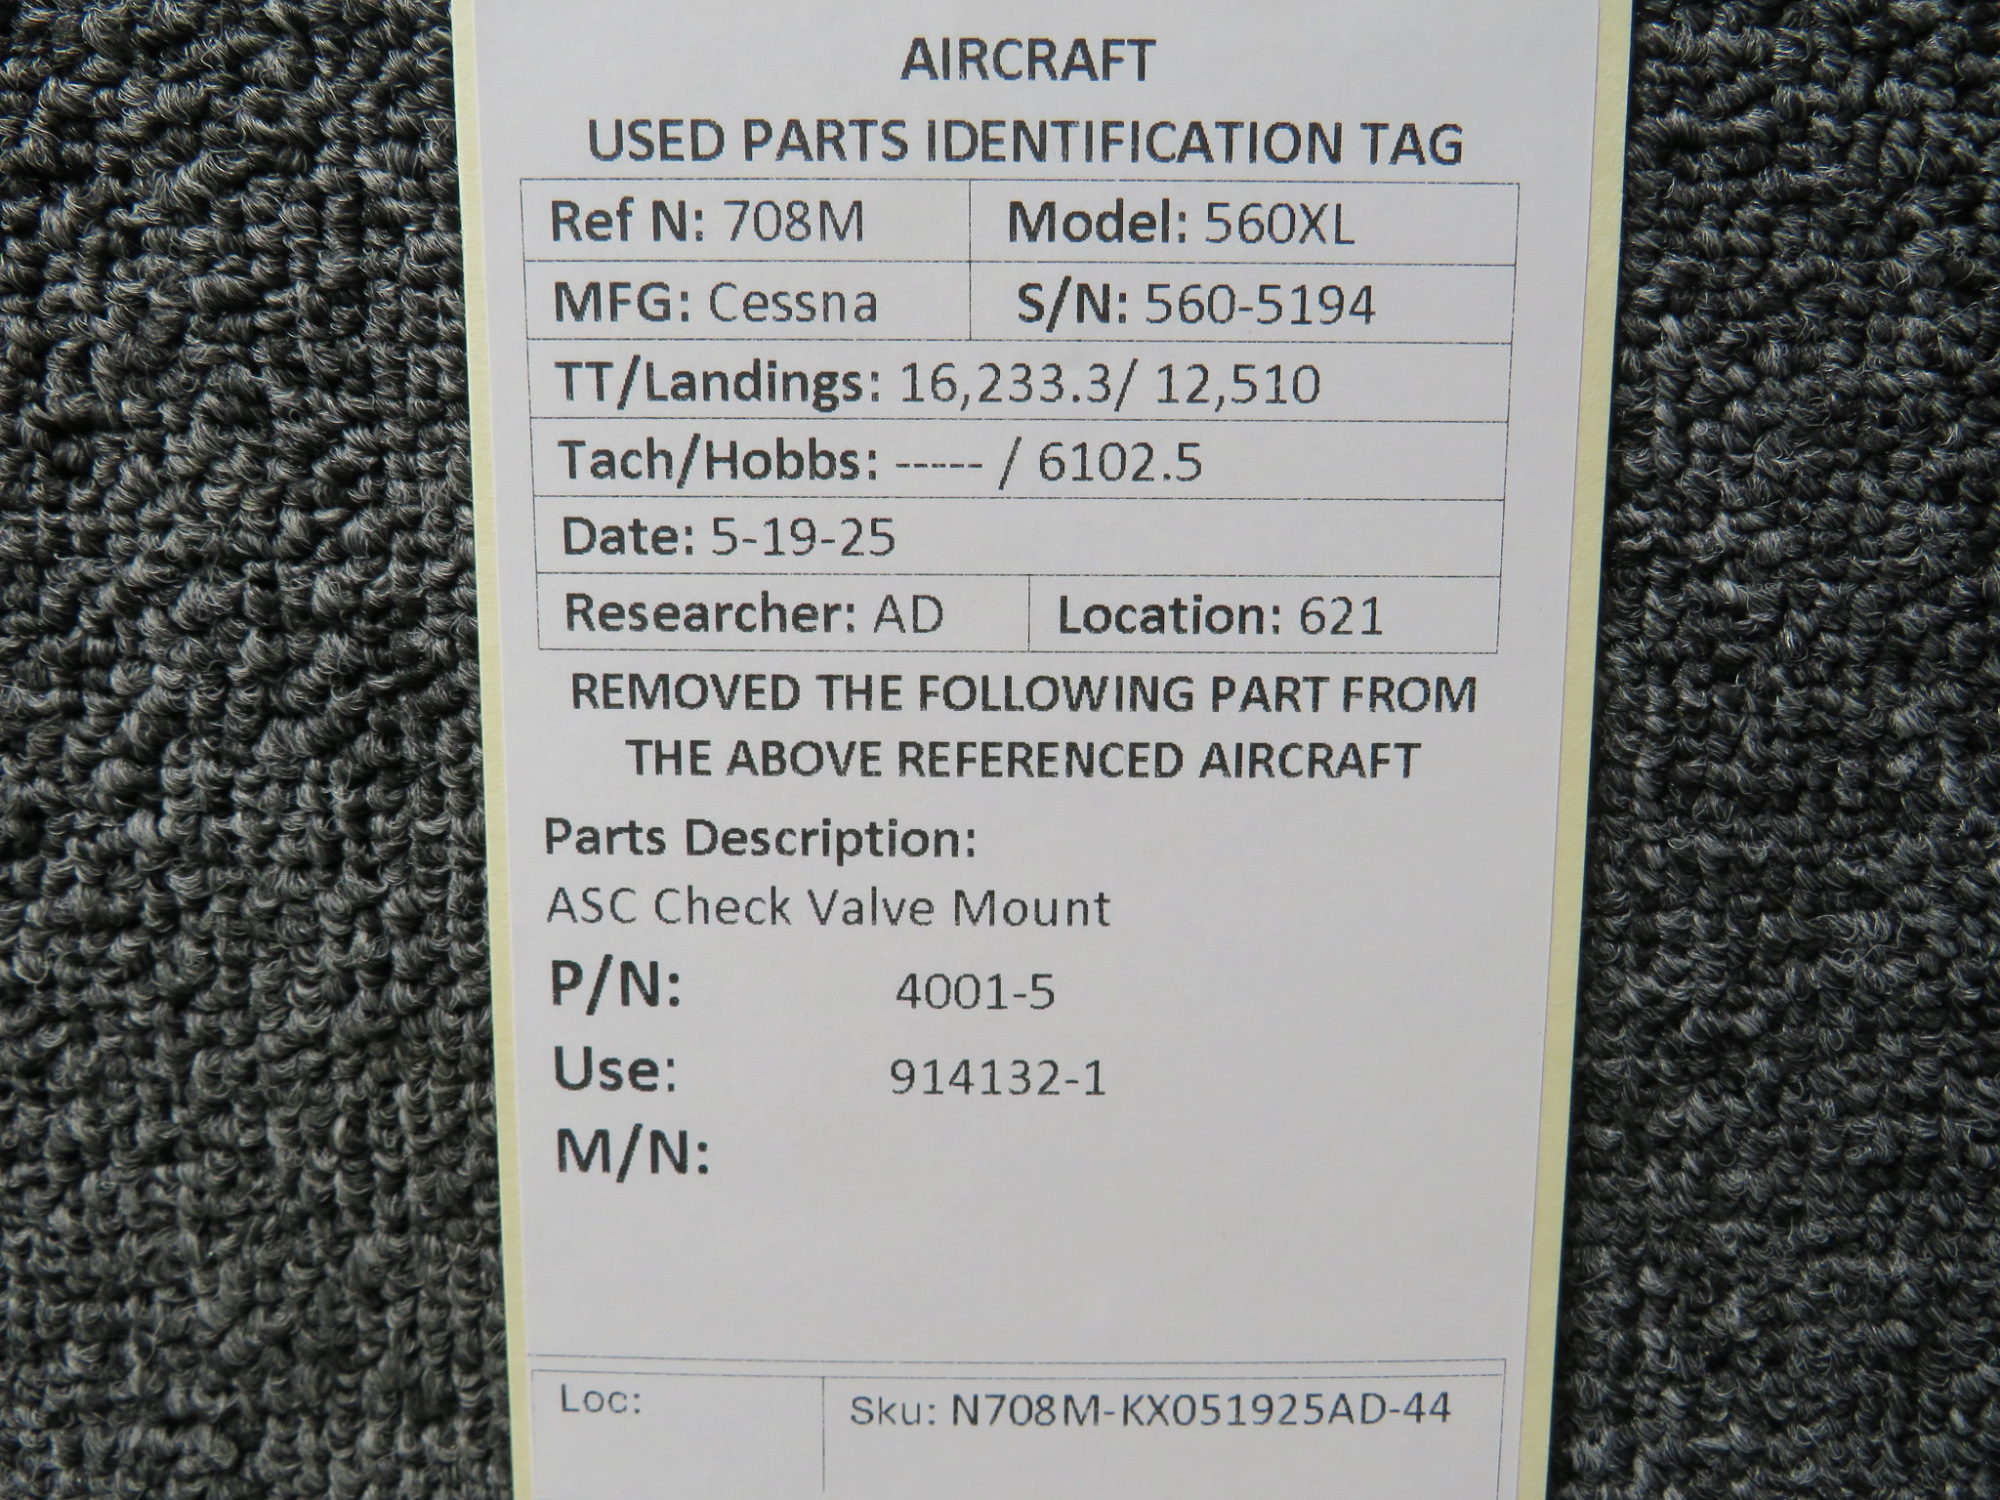 AIRCRAFT
USED PARTS IDENTIFICATION TAG
Ref N: 708M Model: 560XL
MFG: Cessna S/N: 560-5194
TT/Landings: 16,233.3/ 12,510
Tach/Hobbs: ----- / 6102.5
Date: 5-19-25
Researcher: AD Location: 621
REMOVED THE FOLLOWING PART FROM
THE ABOVE REFERENCED AIRCRAFT
Parts Description:
ASC Check Valve Mount
P/N: 4001-5
Use: 914132-1
M/N:
Loc: Sku: N708M-KX051925AD-44